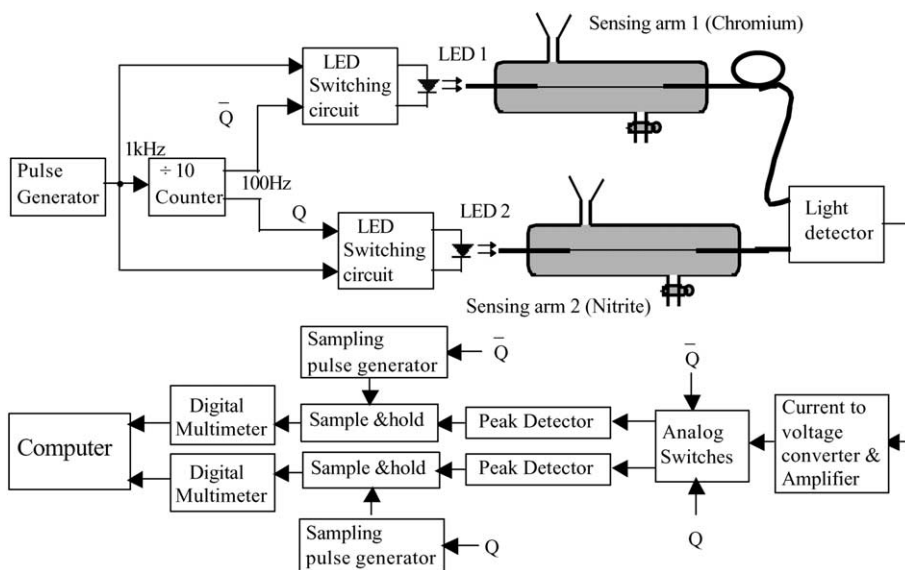 Sensing arm 1 (Chromium)
LED 1
LED
Switching
circuit
Q̅
1kHz
Pulse
Generator
÷ 10
Counter
100Hz
Q
LED 2
LED
Switching
circuit
Light
detector
Sensing arm 2 (Nitrite)
Sampling
pulse generator
Q̅
Q̅
Digital
Multimeter
Sample &hold
Peak Detector
Analog
Switches
Current to
voltage
converter &
Amplifier
Computer
Digital
Multimeter
Sample &hold
Peak Detector
Sampling
pulse generator
Q
Q